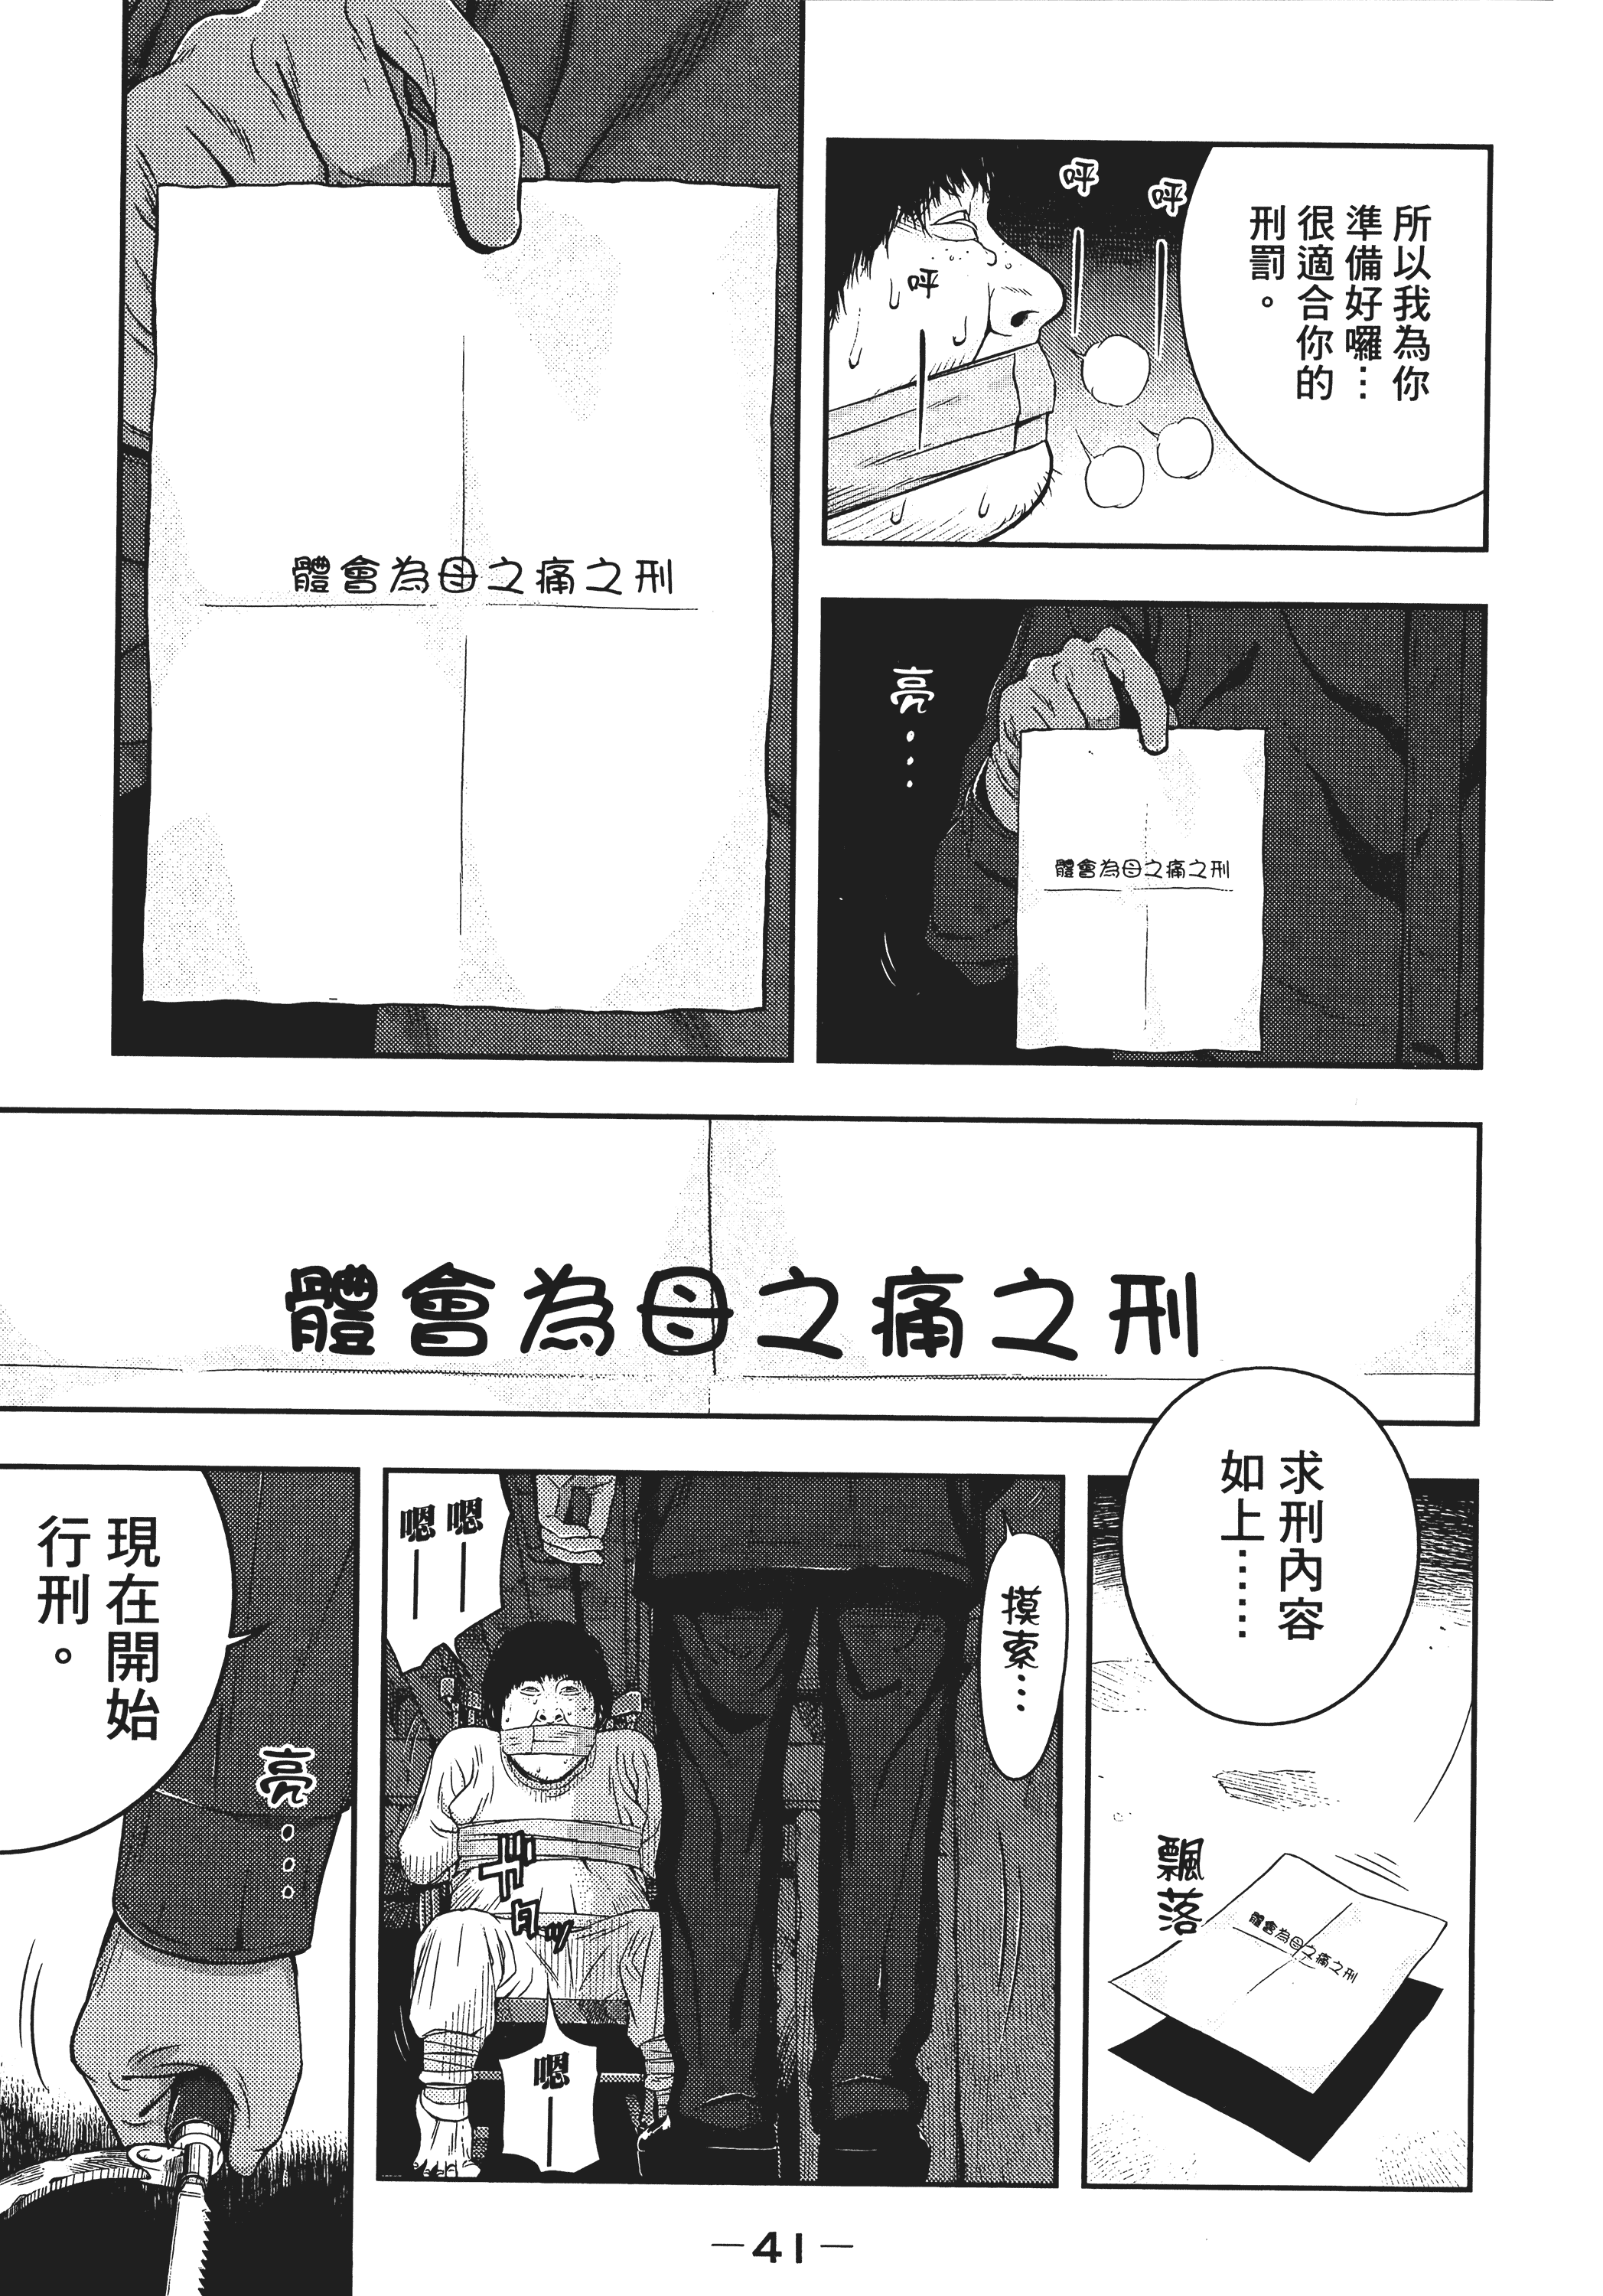 所以我為你
準備好囉…
很適合你的
刑罰。
呼
呼
呼
亮…
體會為母之痛之刑
體會為母之痛之刑
體會為母之痛之刑
求刑內容
如上……
飄落
體會為母之痛之刑
摸索…
嗯—
嗯—
嗯—
現在開始
行刑。
亮…
—41—